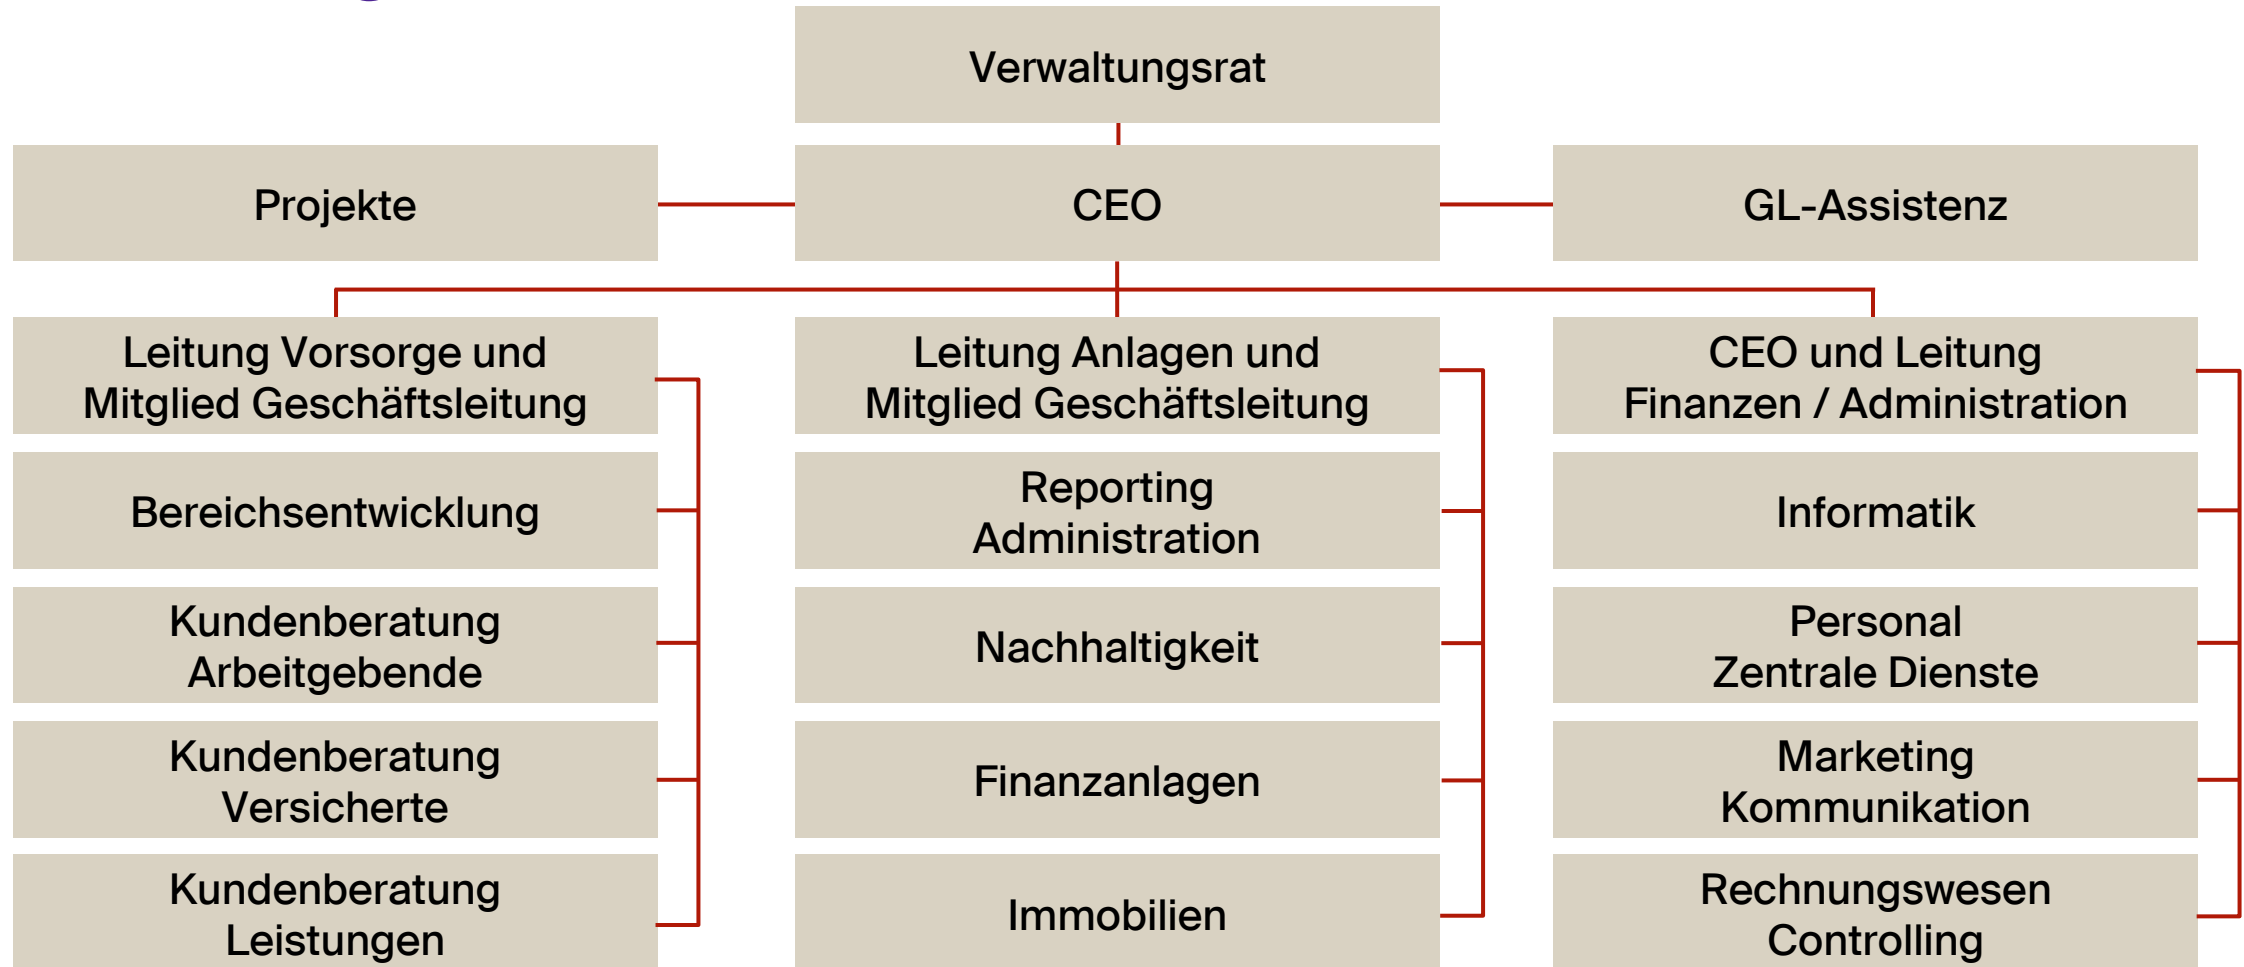 Verwaltungsrat
Projekte
CEO
GL-Assistenz
Leitung Vorsorge und
Mitglied Geschäftsleitung
Leitung Anlagen und
Mitglied Geschäftsleitung
CEO und Leitung
Finanzen / Administration
Bereichsentwicklung
Reporting
Administration
Informatik
Kundenberatung
Arbeitgebende
Nachhaltigkeit
Personal
Zentrale Dienste
Kundenberatung
Versicherte
Finanzanlagen
Marketing
Kommunikation
Kundenberatung
Leistungen
Immobilien
Rechnungswesen
Controlling